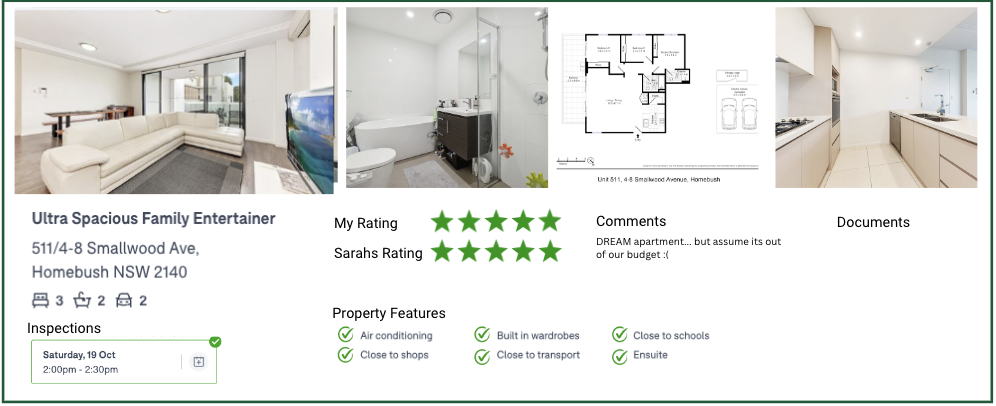 Unit 511, 4-8 Smallwood Avenue, Homebush
Ultra Spacious Family Entertainer
511/4-8 Smallwood Ave,
Homebush NSW 2140
3 2 2
Inspections
Saturday, 19 Oct
2:00pm - 2:30pm
My Rating
Sarahs Rating
Comments
DREAM apartment... but assume its out
of our budget :(
Documents
Property Features
Air conditioning
Built in wardrobes
Close to schools
Close to shops
Close to transport
Ensuite